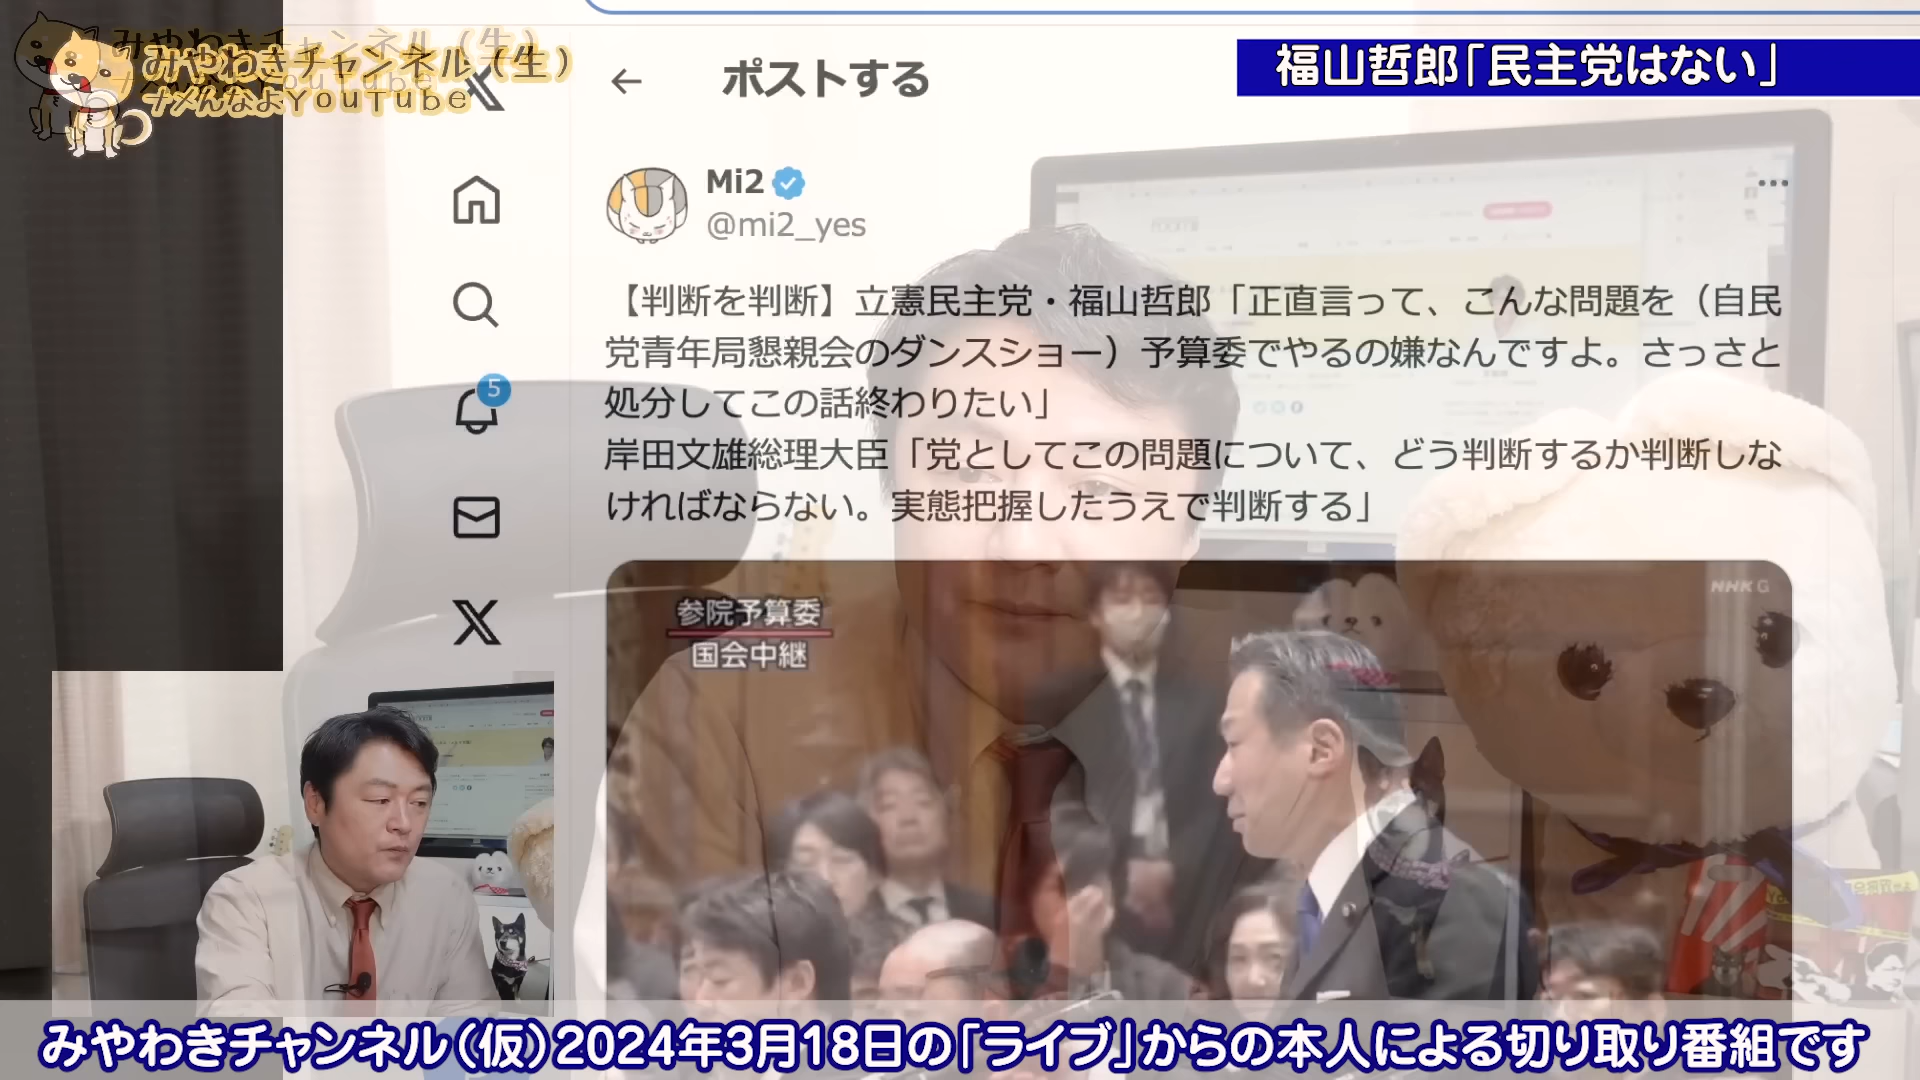 みやわきチャンネル（生）
ナメんなよYouTube
福山哲郎「民主党はない」
ポストする
Mi2
@mi2_yes
【判断を判断】立憲民主党・福山哲郎「正直言って、こんな問題を（自民
党青年局懇親会のダンスショー）予算委でやるの嫌なんですよ。さっさと
処分してこの話終わりたい」
岸田文雄総理大臣「党としてこの問題について、どう判断するか判断しな
ければならない。実態把握したうえで判断する」
5
NHK G
参院予算委
国会中継
みやわきチャンネル（仮）2024年3月18日の「ライブ」からの本人による切り取り番組です